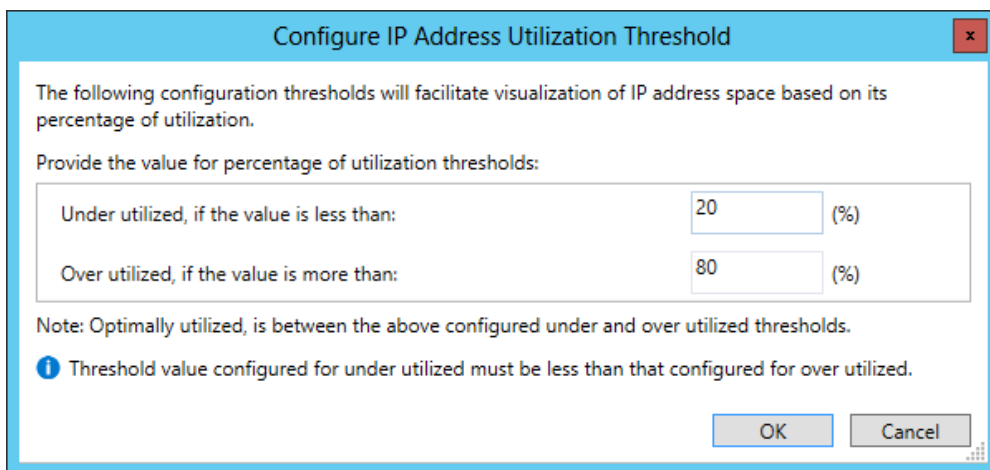 Configure IP Address Utilization Threshold
x
The following configuration thresholds will facilitate visualization of IP address space based on its
percentage of utilization.
Provide the value for percentage of utilization thresholds:
Under utilized, if the value is less than: 20 (%)
Over utilized, if the value is more than: 80 (%)
Note: Optimally utilized, is between the above configured under and over utilized thresholds.
i Threshold value configured for under utilized must be less than that configured for over utilized.
OK Cancel